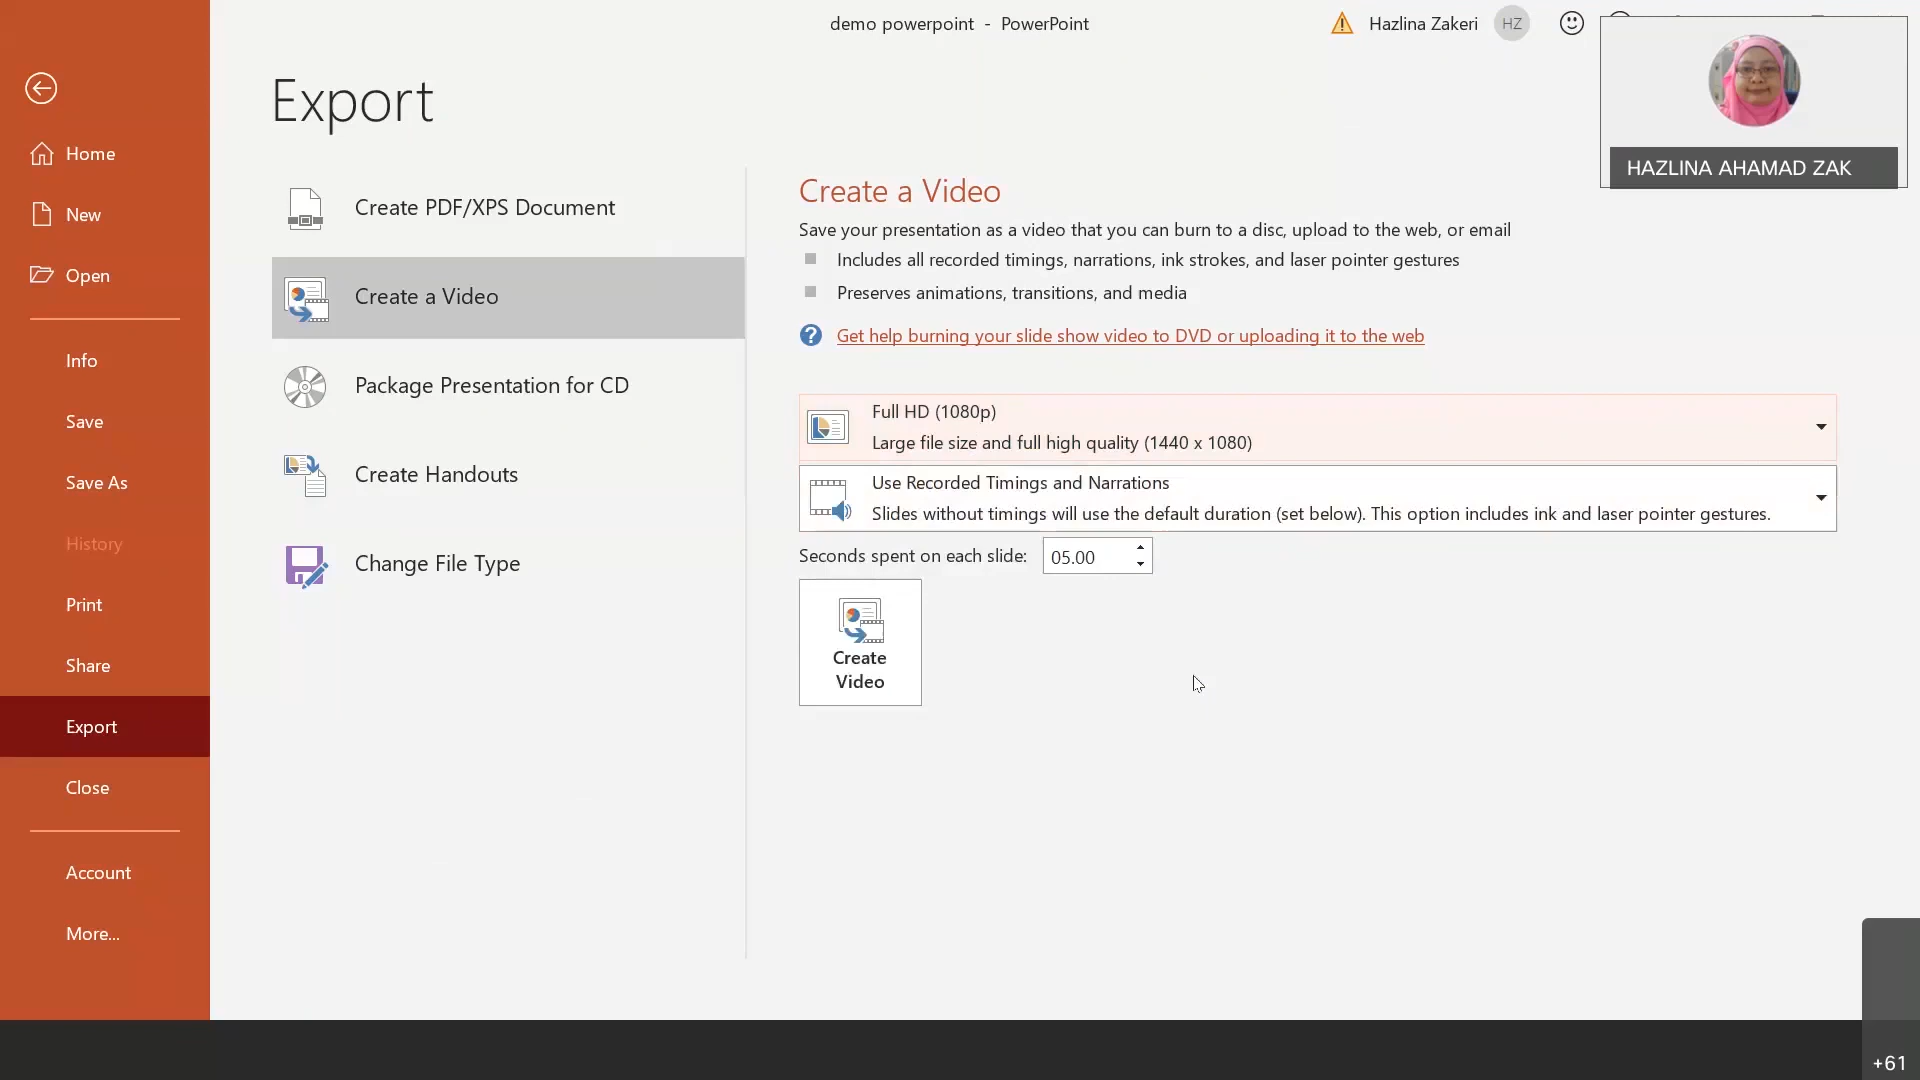 demo powerpoint - PowerPoint
Hazlina Zakeri
HZ
HAZLINA AHAMAD ZAK
Home
New
Open
Info
Save
Save As
History
Print
Share
Export
Close
Account
More...
Export
Create PDF/XPS Document
Create a Video
Package Presentation for CD
Create Handouts
Change File Type
Create a Video
Save your presentation as a video that you can burn to a disc, upload to the web, or email
Includes all recorded timings, narrations, ink strokes, and laser pointer gestures
Preserves animations, transitions, and media
Get help burning your slide show video to DVD or uploading it to the web
Full HD (1080p)
Large file size and full high quality (1440 x 1080)
Use Recorded Timings and Narrations
Slides without timings will use the default duration (set below). This option includes ink and laser pointer gestures.
Seconds spent on each slide: 05.00
Create
Video
+61